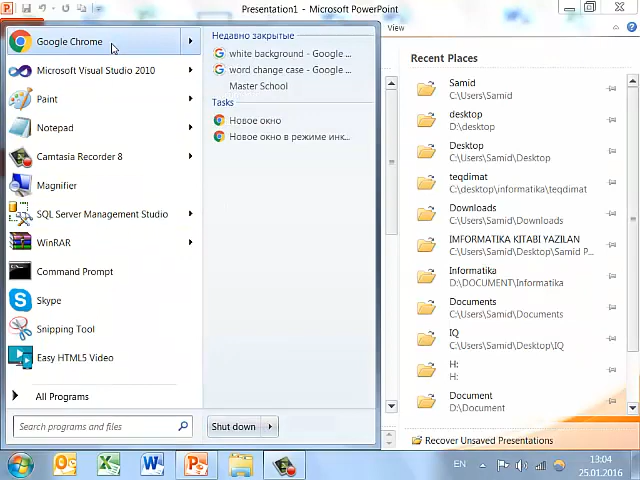 Presentation1 - Microsoft PowerPoint
View
Google Chrome
Microsoft Visual Studio 2010
Paint
Notepad
Camtasia Recorder 8
Magnifier
SQL Server Management Studio
WinRAR
Command Prompt
Skype
Snipping Tool
Easy HTML5 Video
All Programs
Search programs and files
Shut down
Недавно закрытые
white background - Google ...
word change case - Google ...
Master School
Tasks
Новое окно
Новое окно в режиме инк...
Recent Places
Samid
C:\Users\Samid
desktop
D:\desktop
Desktop
C:\Users\Samid\Desktop
teqdimat
C:\desktop\informatika\teqdimat
Downloads
C:\Users\Samid\Downloads
IMFORMATIKA KITABI YAZILAN
C:\Users\Samid\Desktop\Samid P...
Informatika
D:\DOCUMENT\Informatika
Documents
C:\Users\Samid\Documents
IQ
C:\Users\Samid\Desktop\IQ
H:
H:
Document
D:\Document
Recover Unsaved Presentations
EN
13:04
25.01.2016